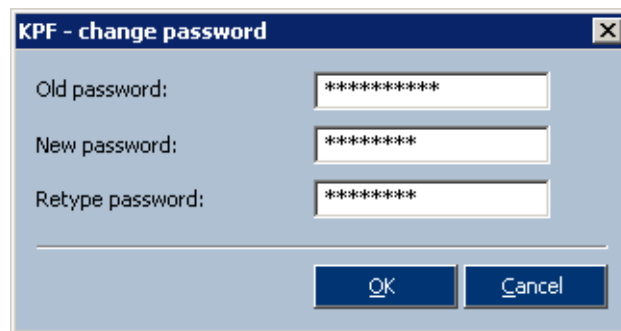 KPF - change password
Old password: **********
New password: ********
Retype password: ********
OK Cancel